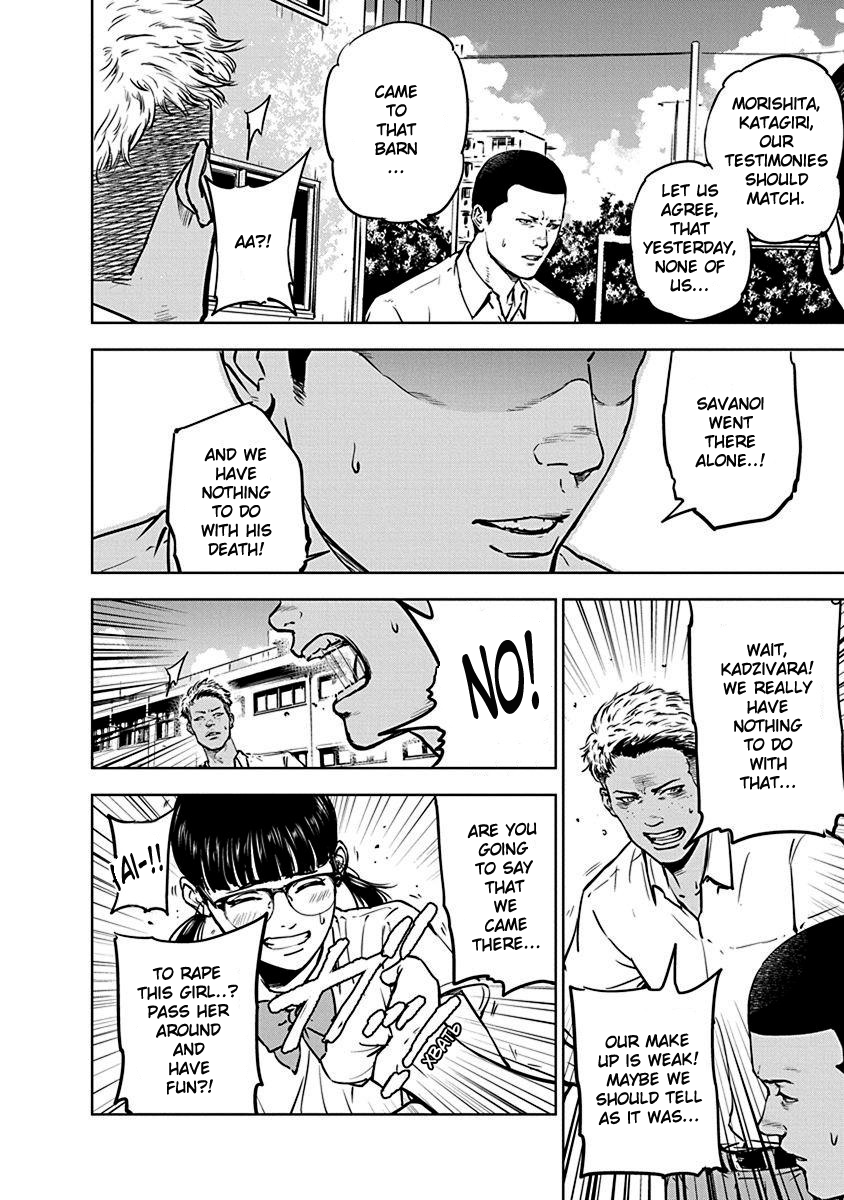 MORISHITA,
KATAGIRI,
OUR
TESTIMONIES
SHOULD
MATCH.
LET US
AGREE,
THAT
YESTERDAY,
NONE OF
US...
CAME
TO
THAT
BARN
...
AA?!
SAVANOI
WENT
THERE
ALONE..!
AND WE
HAVE
NOTHING
TO DO
WITH HIS
DEATH!
WAIT,
KADZIVARA!
WE REALLY
HAVE
NOTHING
TO DO
WITH
THAT...
OUR MAKE
UP IS WEAK!
MAYBE WE
SHOULD TELL
AS IT WAS...
NO!
ARE YOU
GOING
TO SAY
THAT
WE
CAME
THERE...
AI-!!
ХВАТЬ
TO RAPE
THIS GIRL..?
PASS HER
AROUND
AND
HAVE
FUN?!